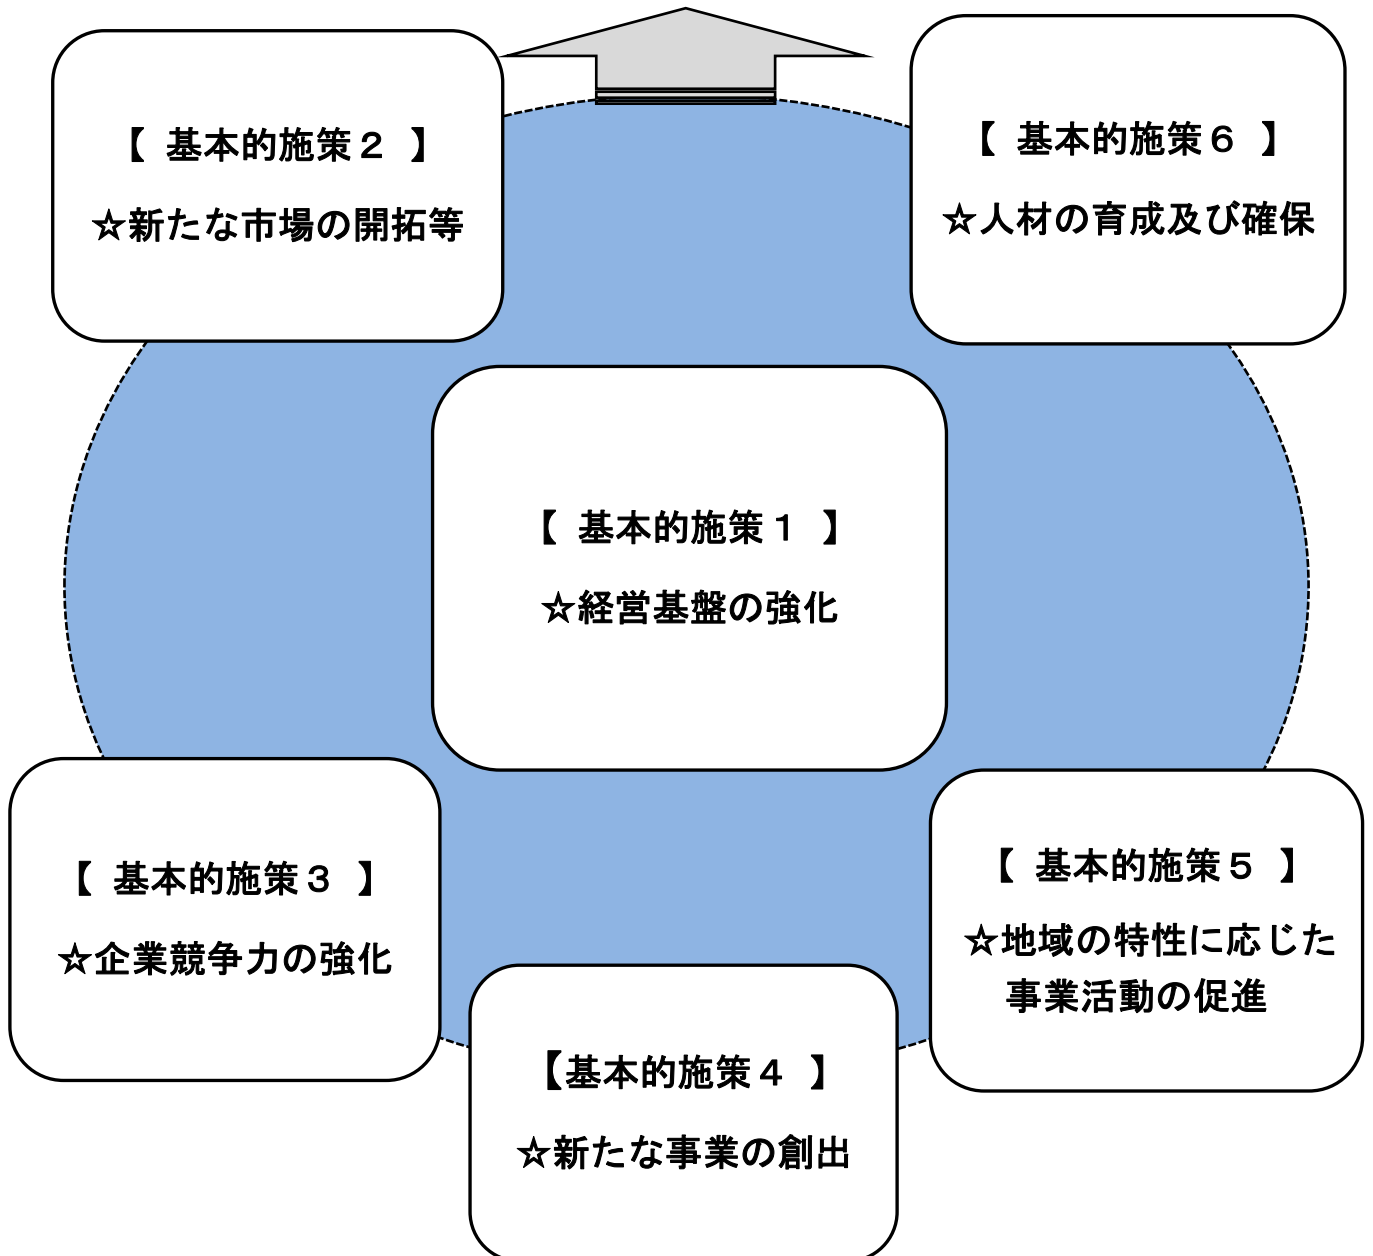 【 基本的施策２ 】
☆新たな市場の開拓等
【 基本的施策６ 】
☆人材の育成及び確保
【 基本的施策１ 】
☆経営基盤の強化
【 基本的施策３ 】
☆企業競争力の強化
【 基本的施策５ 】
☆地域の特性に応じた
事業活動の促進
【基本的施策４ 】
☆新たな事業の創出